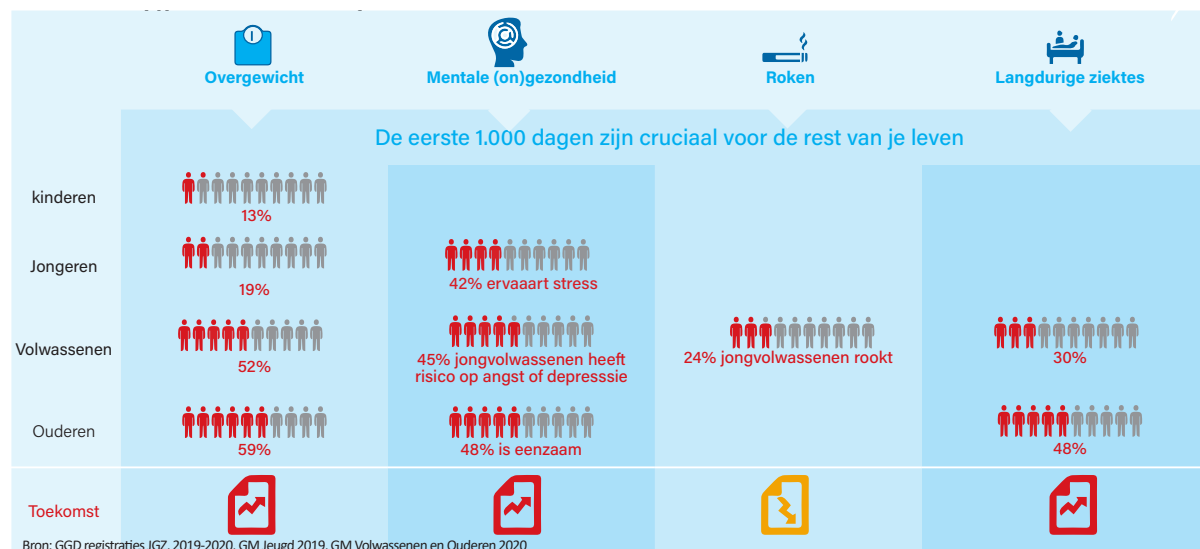 Overgewicht
Mentale (on)gezondheid
Roken
Langdurige ziektes
De eerste 1.000 dagen zijn cruciaal voor de rest van je leven
kinderen
13%
Jongeren
19%
42% ervaaart stress
Volwassenen
52%
45% jongvolwassenen heeft
risico op angst of depresssie
24% jongvolwassenen rookt
30%
Ouderen
59%
48% is eenzaam
48%
Toekomst
Bron: GGD registraties JGZ, 2019-2020, GM Jeugd 2019, GM Volwassenen en Ouderen 2020